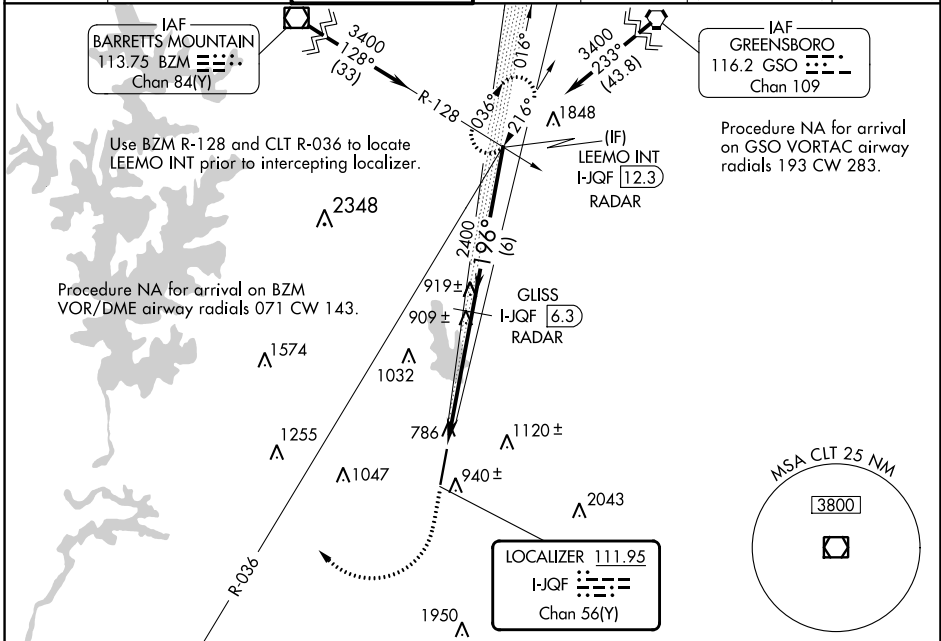 IAF
BARRETTS MOUNTAIN
113.75 BZM
Chan 84(Y)
3400
128°
(33)
R-128
036°
216°
016°
3400
233°
(43.8)
IAF
GREENSBORO
116.2 GSO
Chan 109
1848
Use BZM R-128 and CLT R-036 to locate
LEEMO INT prior to intercepting localizer.
(IF)
LEEMO INT
I-JQF 12.3
RADAR
Procedure NA for arrival
on GSO VORTAC airway
radials 193 CW 283.
2348
2400
196°
(6)
Procedure NA for arrival on BZM
VOR/DME airway radials 071 CW 143.
919±
909±
GLISS
I-JQF 6.3
RADAR
1574
1032
1255
786
1120±
1047
940±
2043
MSA CLT 25 NM
3800
R-036
LOCALIZER 111.95
I-JQF
Chan 56(Y)
1950